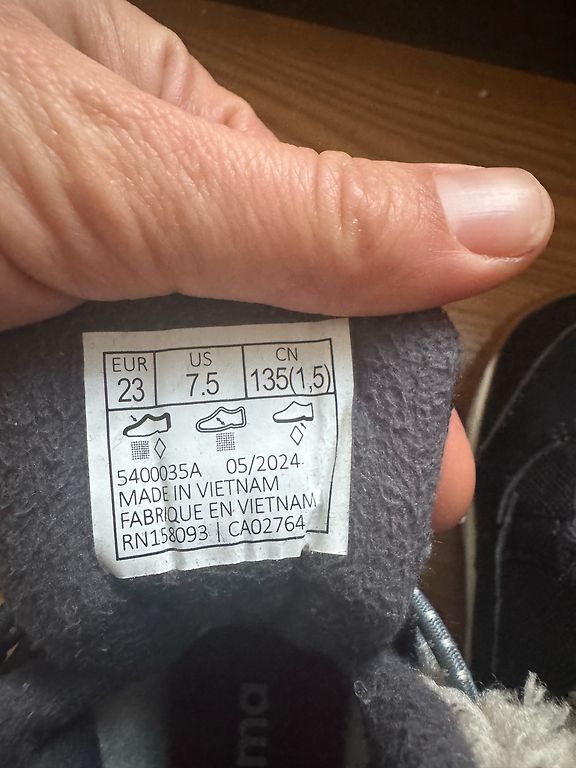 EUR US CN
23 7.5 135(1,5)
5400035A 05/2024
MADE IN VIETNAM
FABRIQUE EN VIETNAM
RN158093 | CA02764